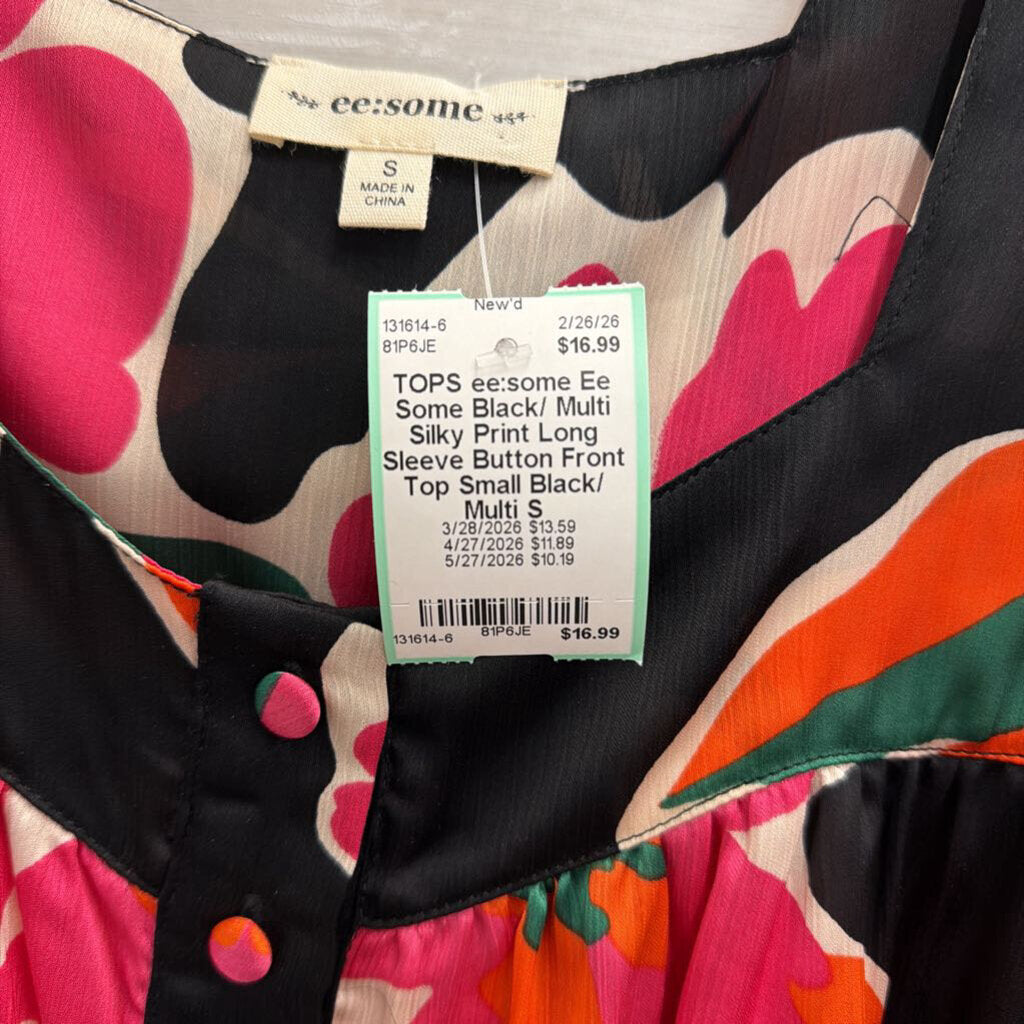 ee:some
S
MADE IN
CHINA
New'd
131614-6 2/26/26
81P6JE $16.99
TOPS ee:some Ee
Some Black/ Multi
Silky Print Long
Sleeve Button Front
Top Small Black/
Multi S
3/28/2026 $13.59
4/27/2026 $11.89
5/27/2026 $10.19
131614-6 81P6JE $16.99